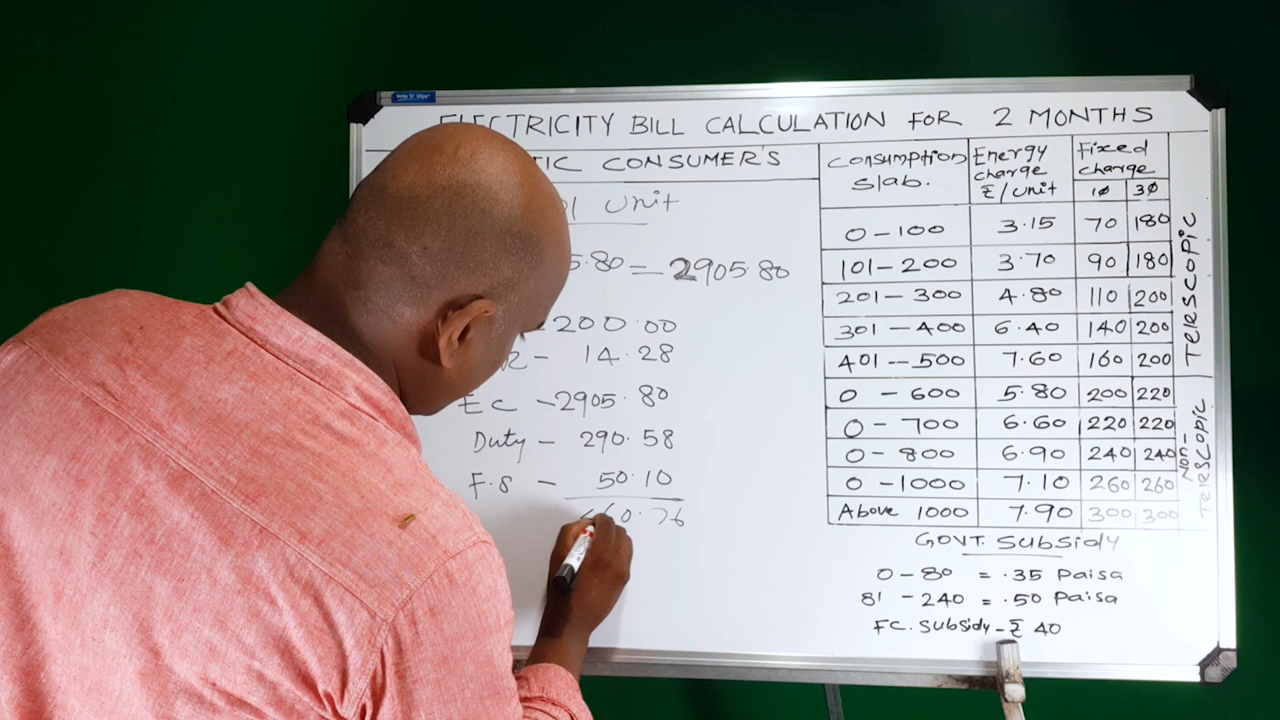 ELECTRICITY BILL CALCULATION FOR 2 MONTHS
CONSUMER'S
Unit
5.80 = 2905.80
- 200.00
- 14.28
EC - 2905.80
Duty - 290.58
F.S - 50.10
60.76
Consumption Slab. Energy charge ₹/Unit Fixed charge
1ø 3ø
0 - 100 3.15 70 180
101 - 200 3.70 90 180
201 - 300 4.80 110 200
301 - 400 6.40 140 200
401 - 500 7.60 160 200
0 - 600 5.80 200 220
0 - 700 6.60 220 220
0 - 800 6.90 240 240
0 - 1000 7.10 260 260
Above 1000 7.90 300 300
Telescopic
Non-Telescopic
GOVT. Subsidy
0 - 80 = .35 Paisa
81 - 240 = .50 Paisa
FC. Subsidy - ₹ 40